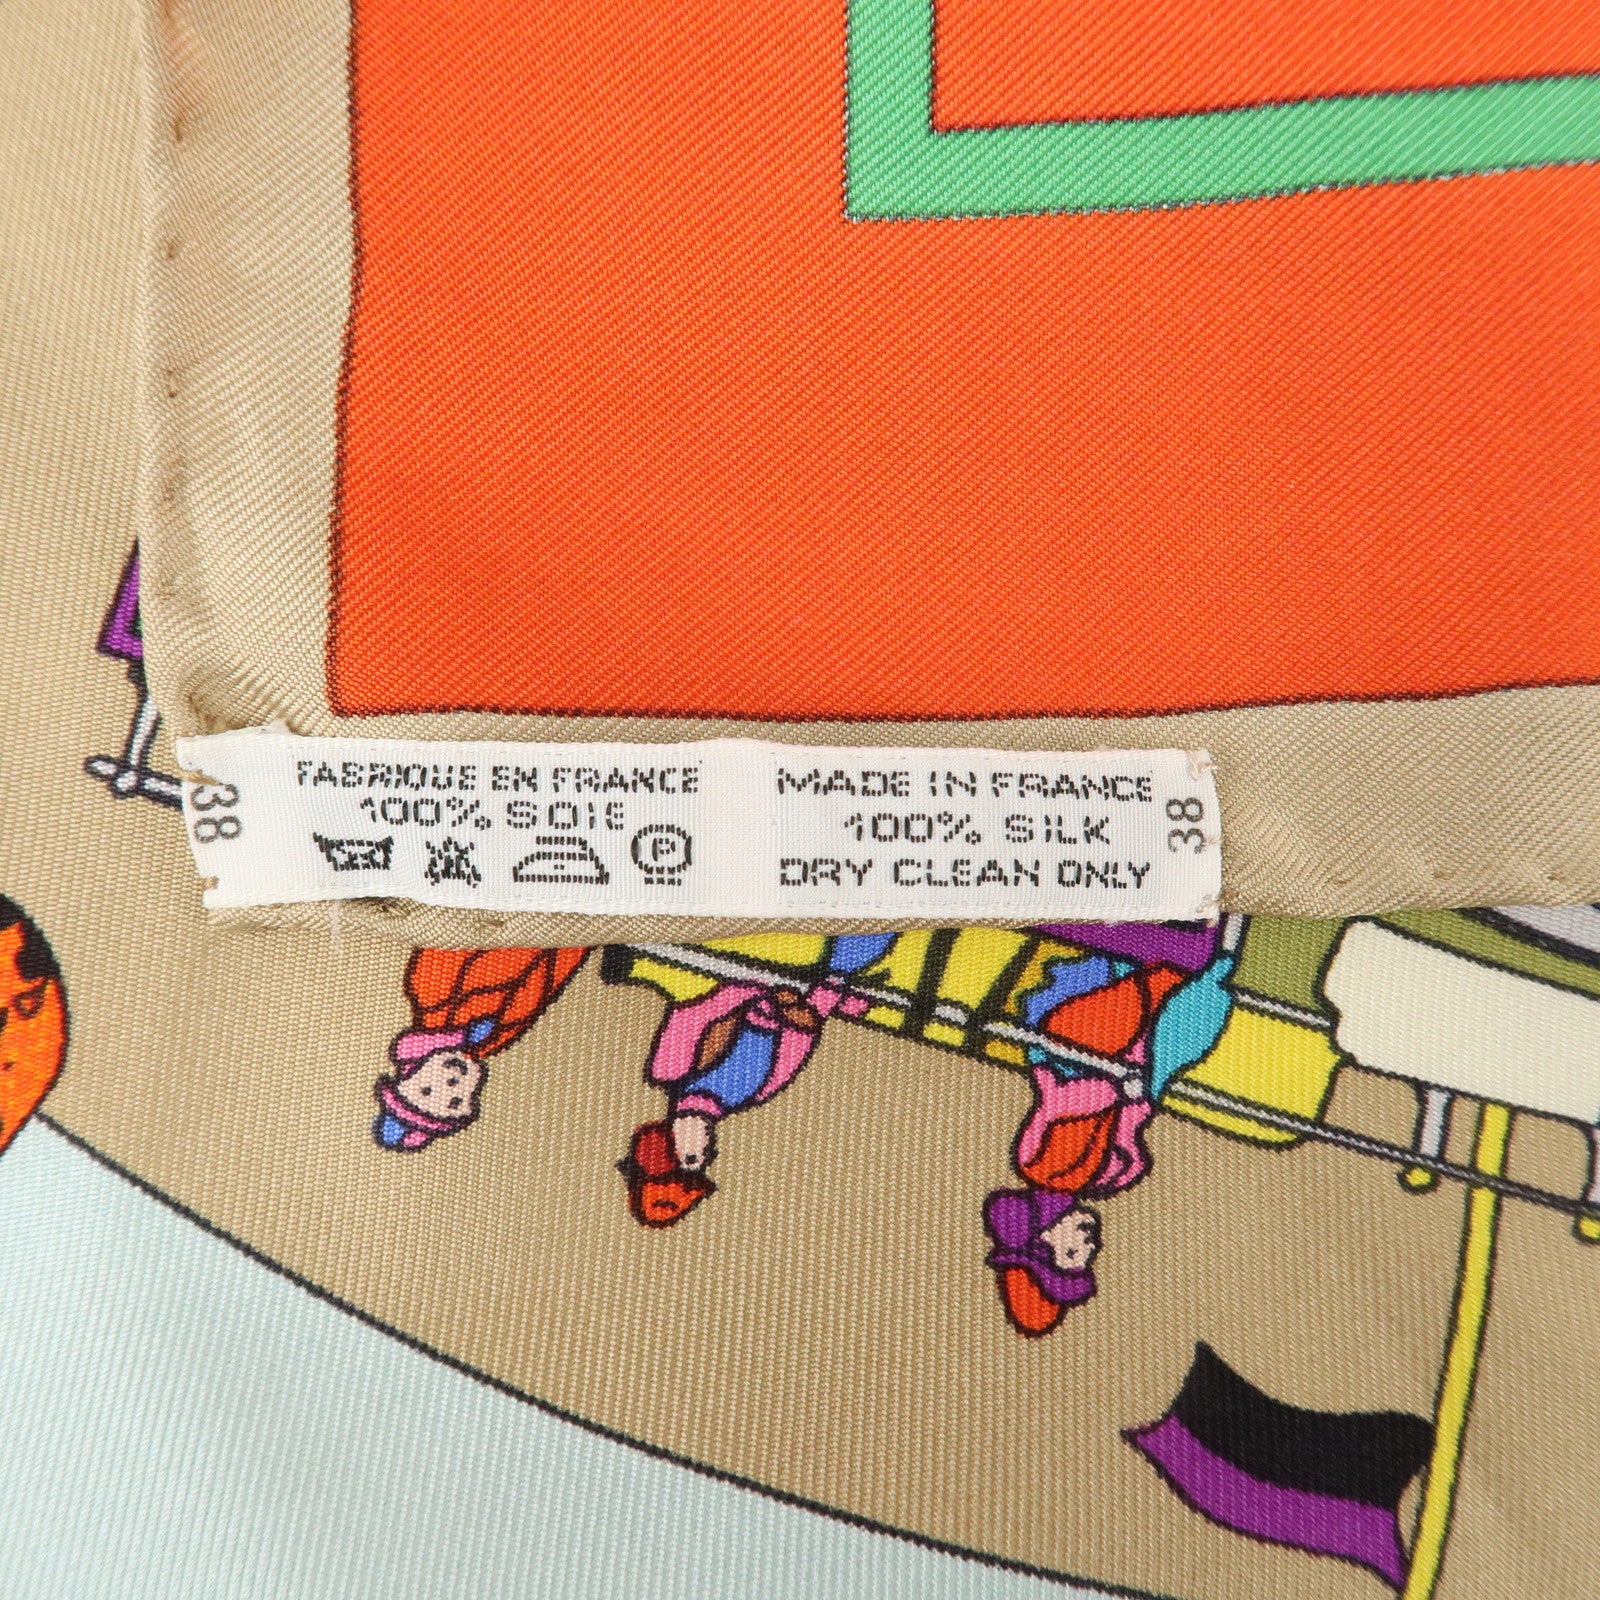 38
FABRIQUE EN FRANCE
100% SOIE
P
MADE IN FRANCE
100% SILK
DRY CLEAN ONLY
38